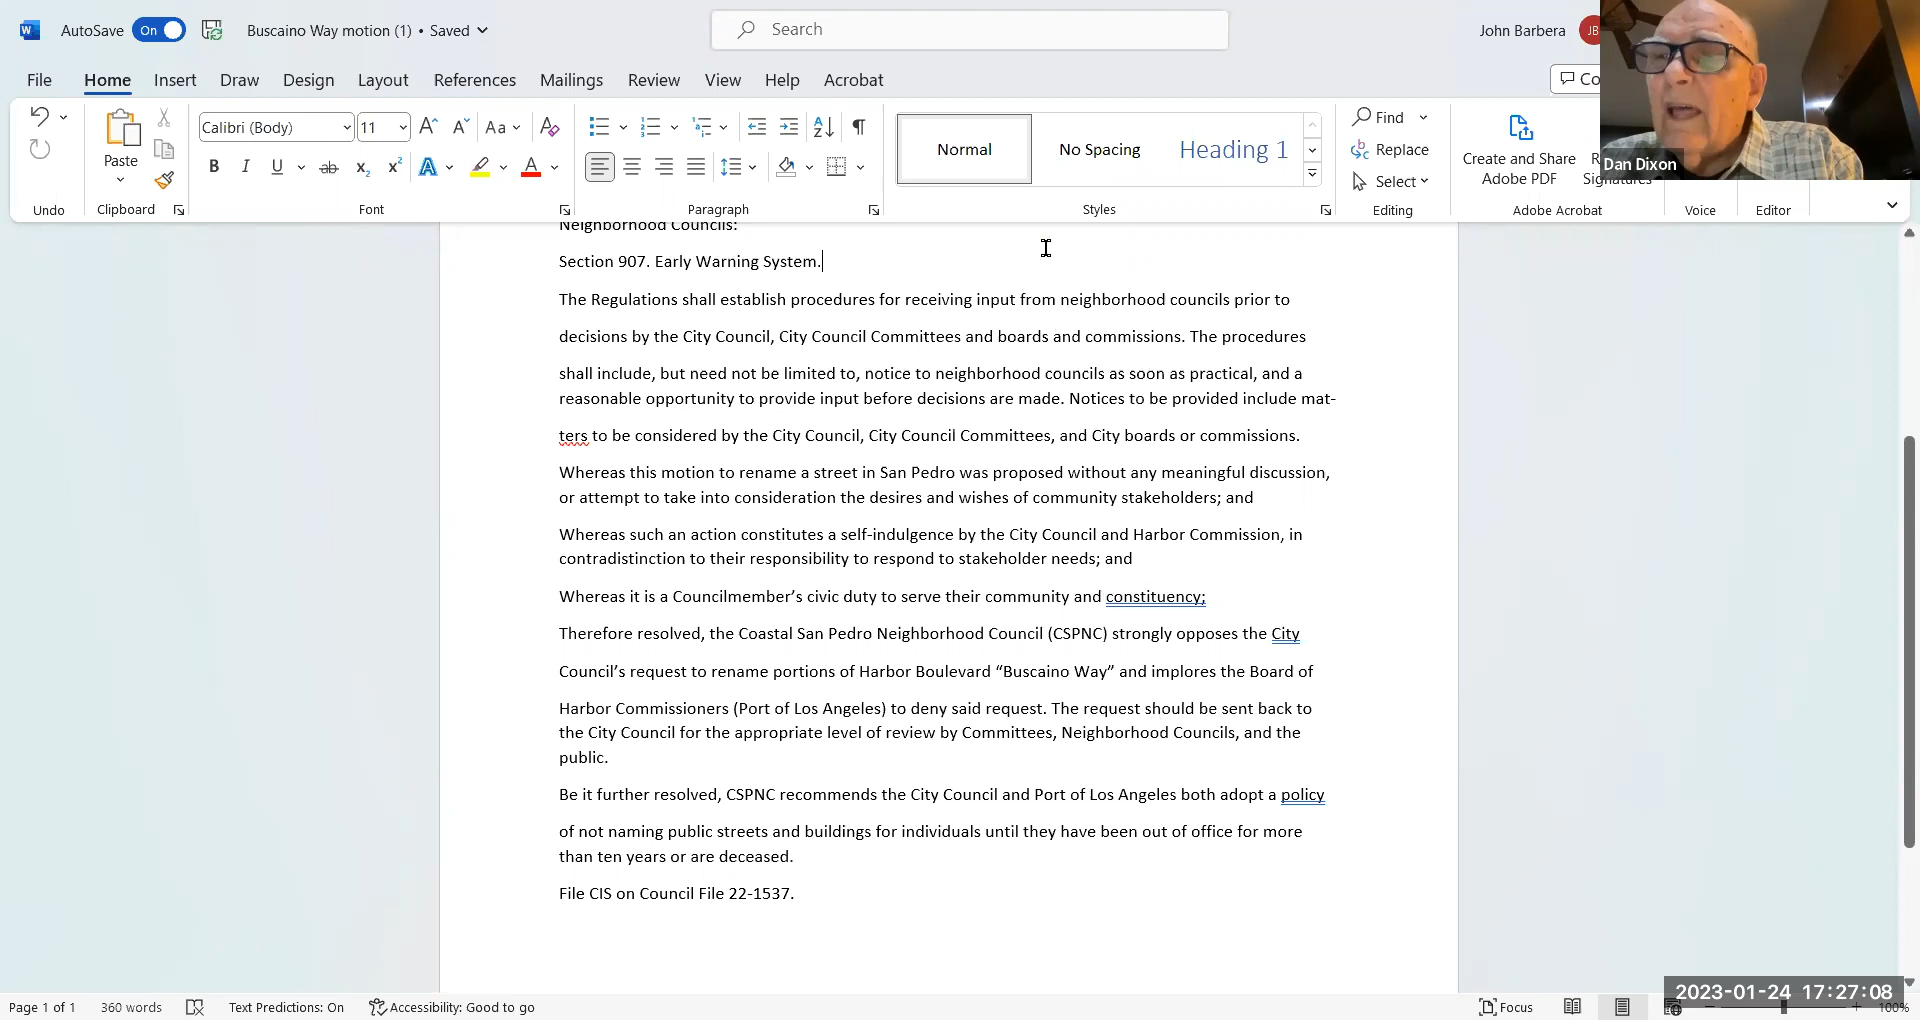 AutoSave On Buscaino Way motion (1) • Saved Search John Barbera JB
File Home Insert Draw Design Layout References Mailings Review View Help Acrobat Co
Calibri (Body) 11 Aa Find
Paste B I U ab Normal No Spacing Heading 1 Replace Create and Share
Select Adobe PDF Signatures
Dan Dixon
Undo Clipboard Font Paragraph Styles Editing Adobe Acrobat Voice Editor
Neighborhood Councils:
Section 907. Early Warning System.
The Regulations shall establish procedures for receiving input from neighborhood councils prior to
decisions by the City Council, City Council Committees and boards and commissions. The procedures
shall include, but need not be limited to, notice to neighborhood councils as soon as practical, and a
reasonable opportunity to provide input before decisions are made. Notices to be provided include mat-
ters to be considered by the City Council, City Council Committees, and City boards or commissions.
Whereas this motion to rename a street in San Pedro was proposed without any meaningful discussion,
or attempt to take into consideration the desires and wishes of community stakeholders; and
Whereas such an action constitutes a self-indulgence by the City Council and Harbor Commission, in
contradistinction to their responsibility to respond to stakeholder needs; and
Whereas it is a Councilmember’s civic duty to serve their community and constituency;
Therefore resolved, the Coastal San Pedro Neighborhood Council (CSPNC) strongly opposes the City
Council’s request to rename portions of Harbor Boulevard “Buscaino Way” and implores the Board of
Harbor Commissioners (Port of Los Angeles) to deny said request. The request should be sent back to
the City Council for the appropriate level of review by Committees, Neighborhood Councils, and the
public.
Be it further resolved, CSPNC recommends the City Council and Port of Los Angeles both adopt a policy
of not naming public streets and buildings for individuals until they have been out of office for more
than ten years or are deceased.
File CIS on Council File 22-1537.
2023-01-24 17:27:08
Page 1 of 1 360 words Text Predictions: On Accessibility: Good to go Focus 100%